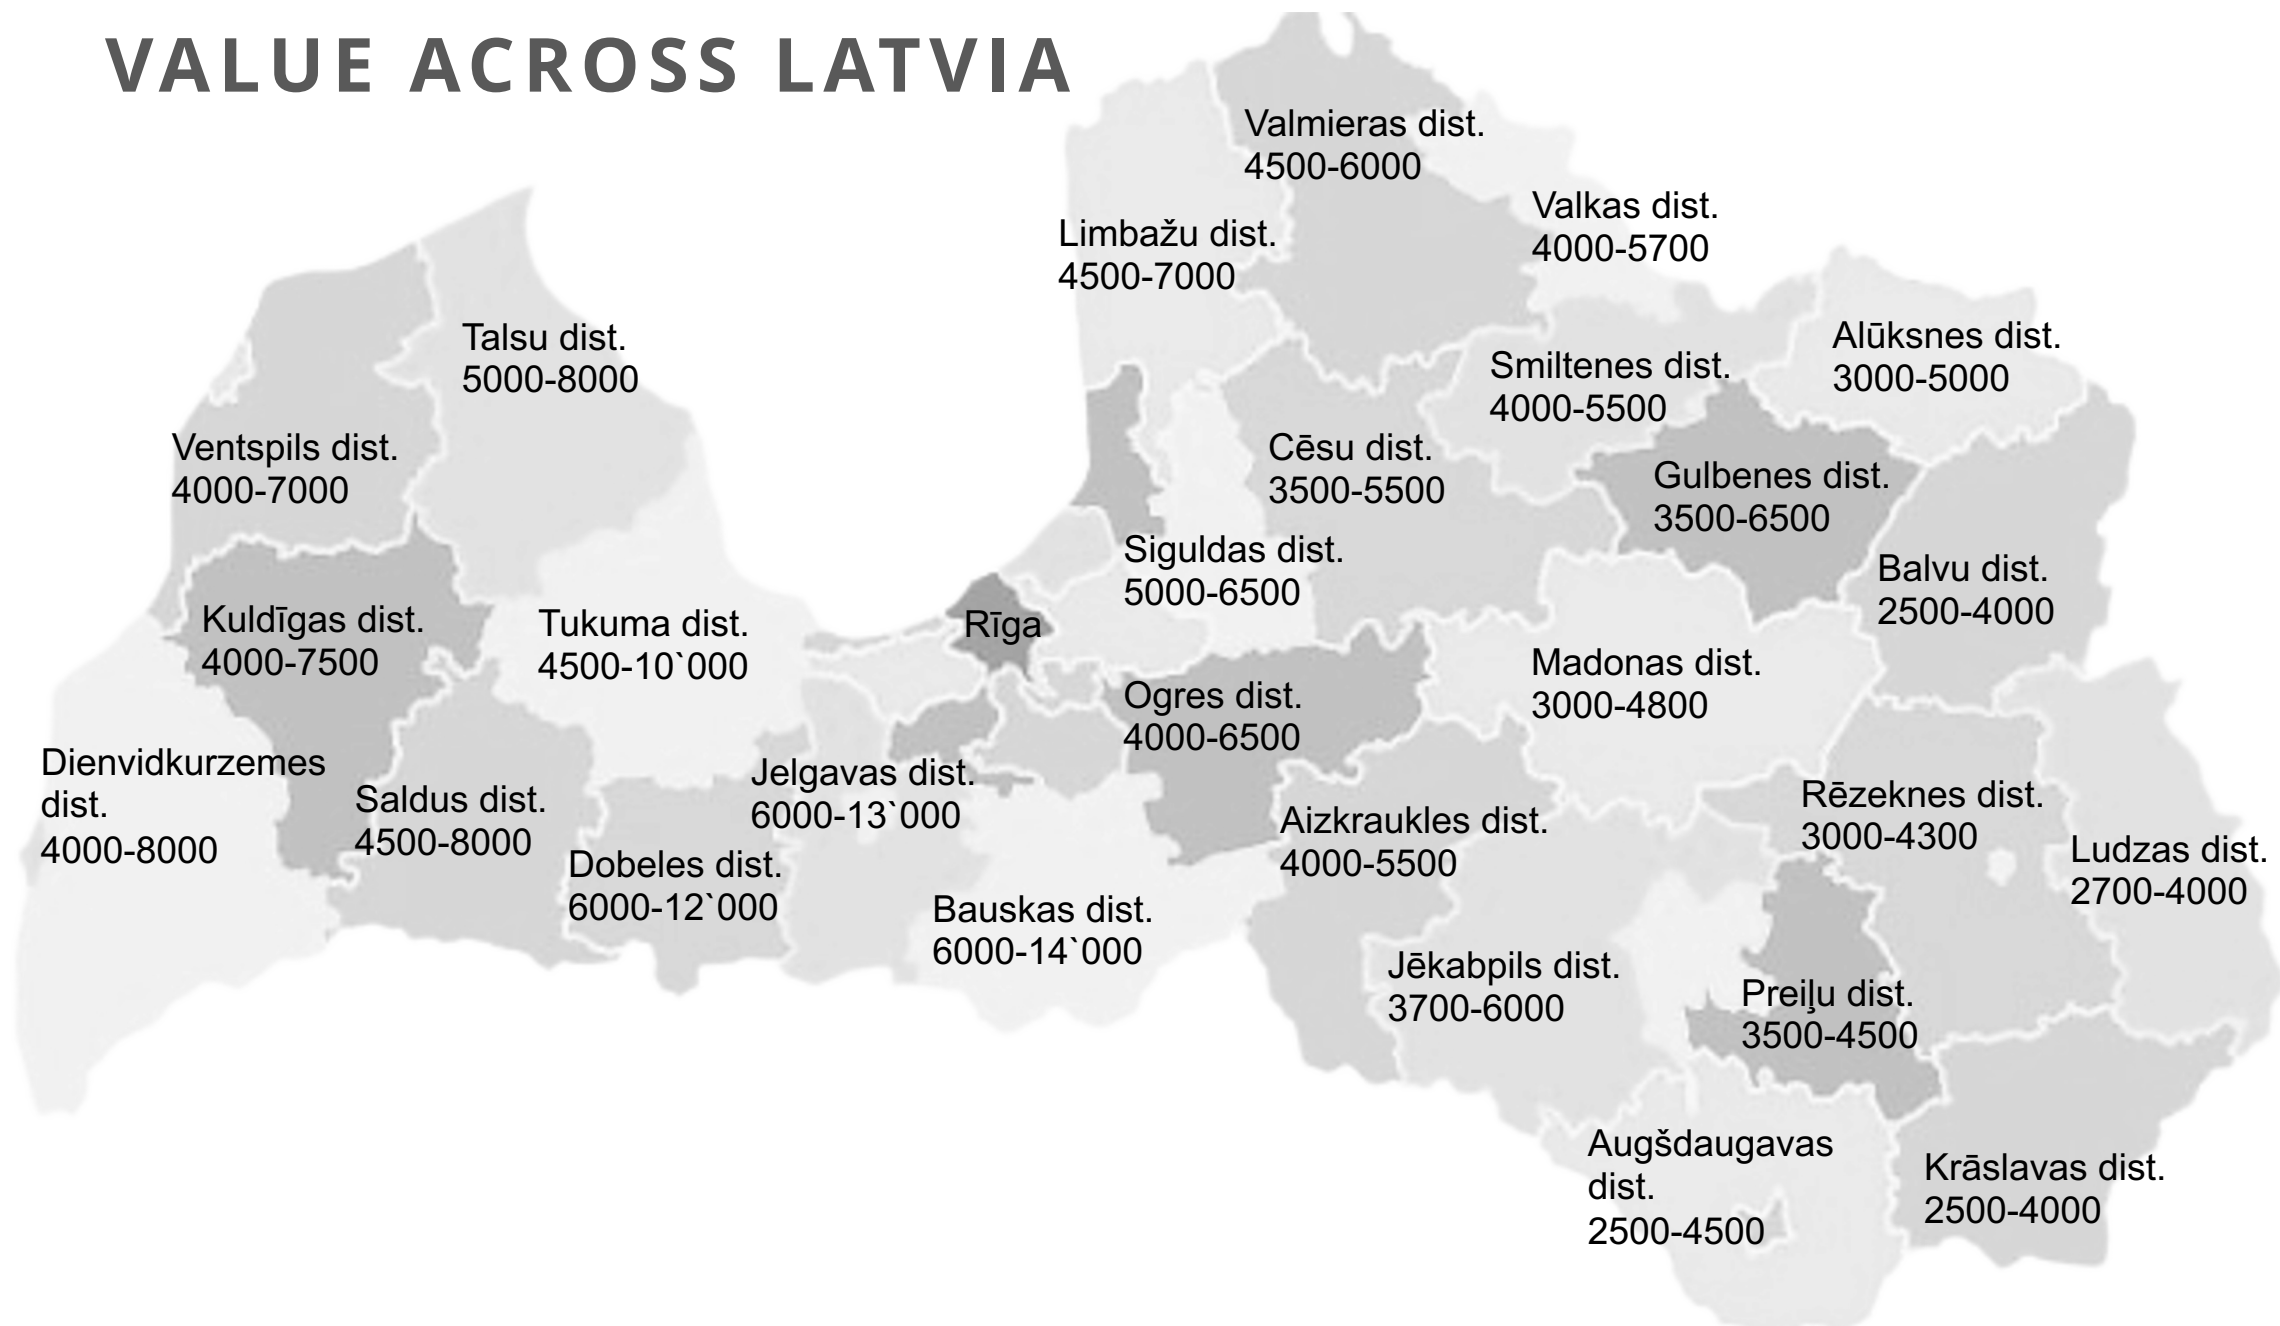 VALUE ACROSS LATVIA
Valmieras dist.
4500-6000
Valkas dist.
4000-5700
Limbažu dist.
4500-7000
Talsu dist.
5000-8000
Alūksnes dist.
3000-5000
Smiltenes dist.
4000-5500
Ventspils dist.
4000-7000
Cēsu dist.
3500-5500
Gulbenes dist.
3500-6500
Siguldas dist.
5000-6500
Balvu dist.
2500-4000
Kuldīgas dist.
4000-7500
Tukuma dist.
4500-10`000
Rīga
Madonas dist.
3000-4800
Ogres dist.
4000-6500
Dienvidkurzemes
dist.
4000-8000
Saldus dist.
4500-8000
Jelgavas dist.
6000-13`000
Rēzeknes dist.
3000-4300
Aizkraukles dist.
4000-5500
Ludzas dist.
2700-4000
Dobeles dist.
6000-12`000
Bauskas dist.
6000-14`000
Jēkabpils dist.
3700-6000
Preiļu dist.
3500-4500
Augšdaugavas
dist.
2500-4500
Krāslavas dist.
2500-4000